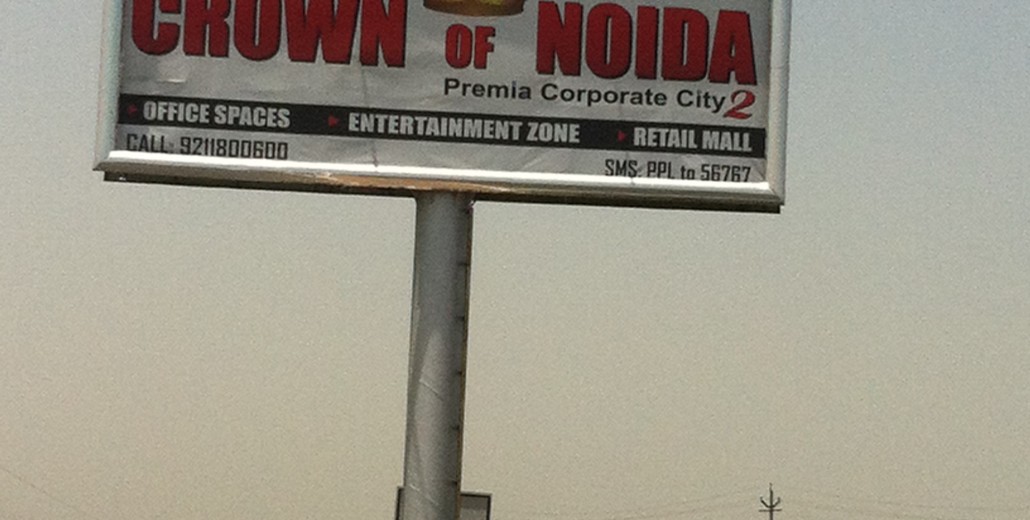 CROWN OF NOIDA
Premia Corporate City 2
OFFICE SPACES ENTERTAINMENT ZONE RETAIL MALL
CALL: 9211800600 SMS: PPL to 56767